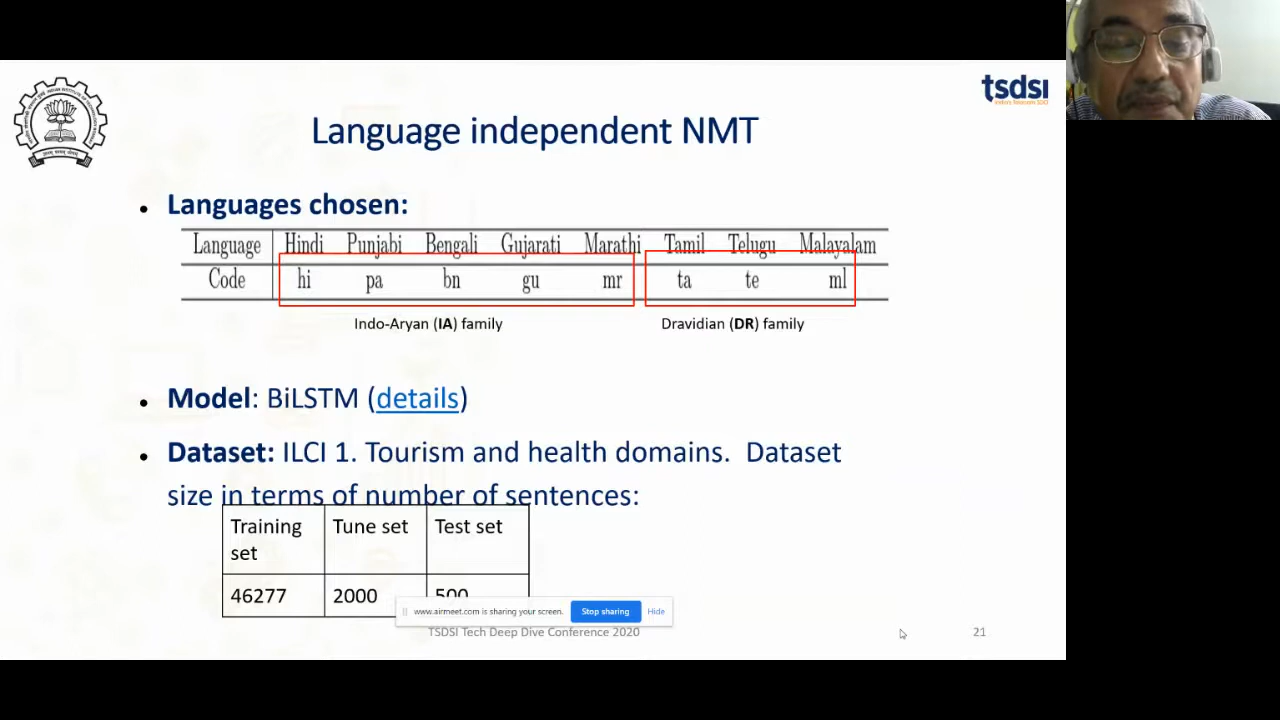 tsdsi
Language independent NMT
• Languages chosen:
Language Hindi Punjabi Bengali Gujarati Marathi Tamil Telugu Malayalam
Code hi pa bn gu mr ta te ml
Indo-Aryan (IA) family Dravidian (DR) family
• Model: BiLSTM (details)
• Dataset: ILCI 1. Tourism and health domains. Dataset
size in terms of number of sentences:
Training Tune set Test set
set
46277 2000 500
www.airmeet.com is sharing your screen. Stop sharing Hide
TSDSI Tech Deep Dive Conference 2020 21